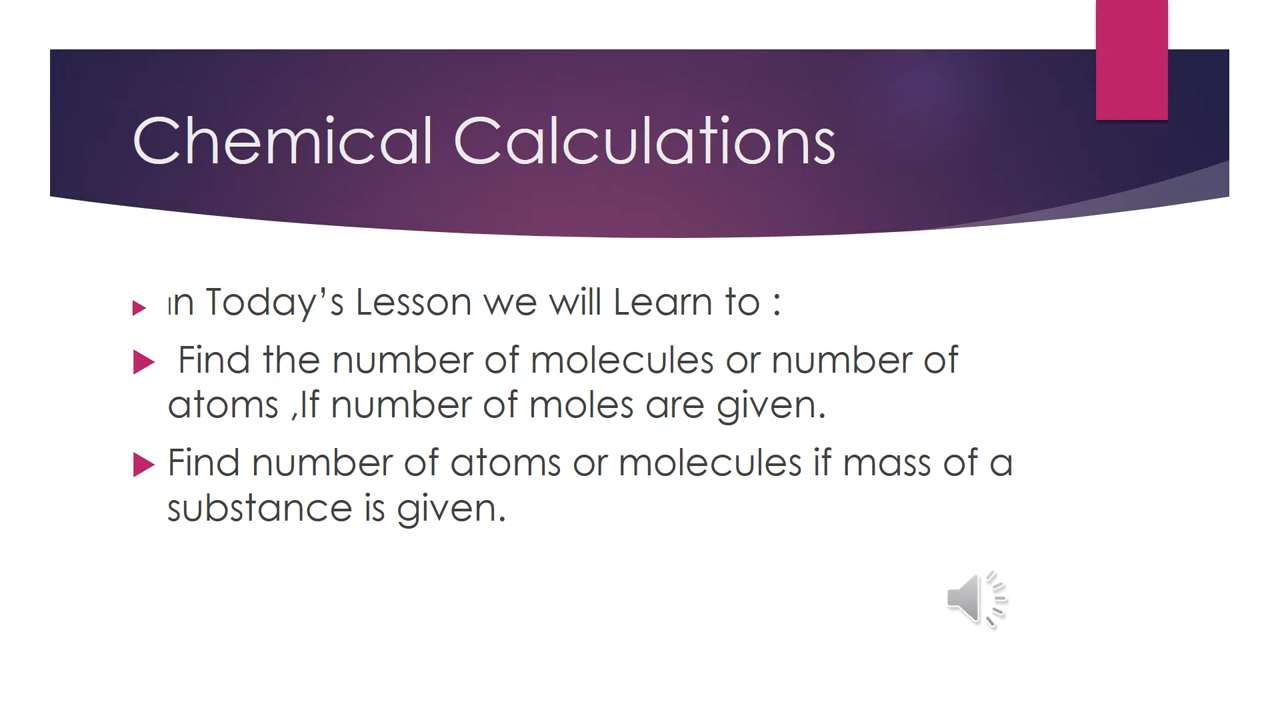 Chemical Calculations
In Today's Lesson we will Learn to :
Find the number of molecules or number of
atoms ,If number of moles are given.
Find number of atoms or molecules if mass of a
substance is given.